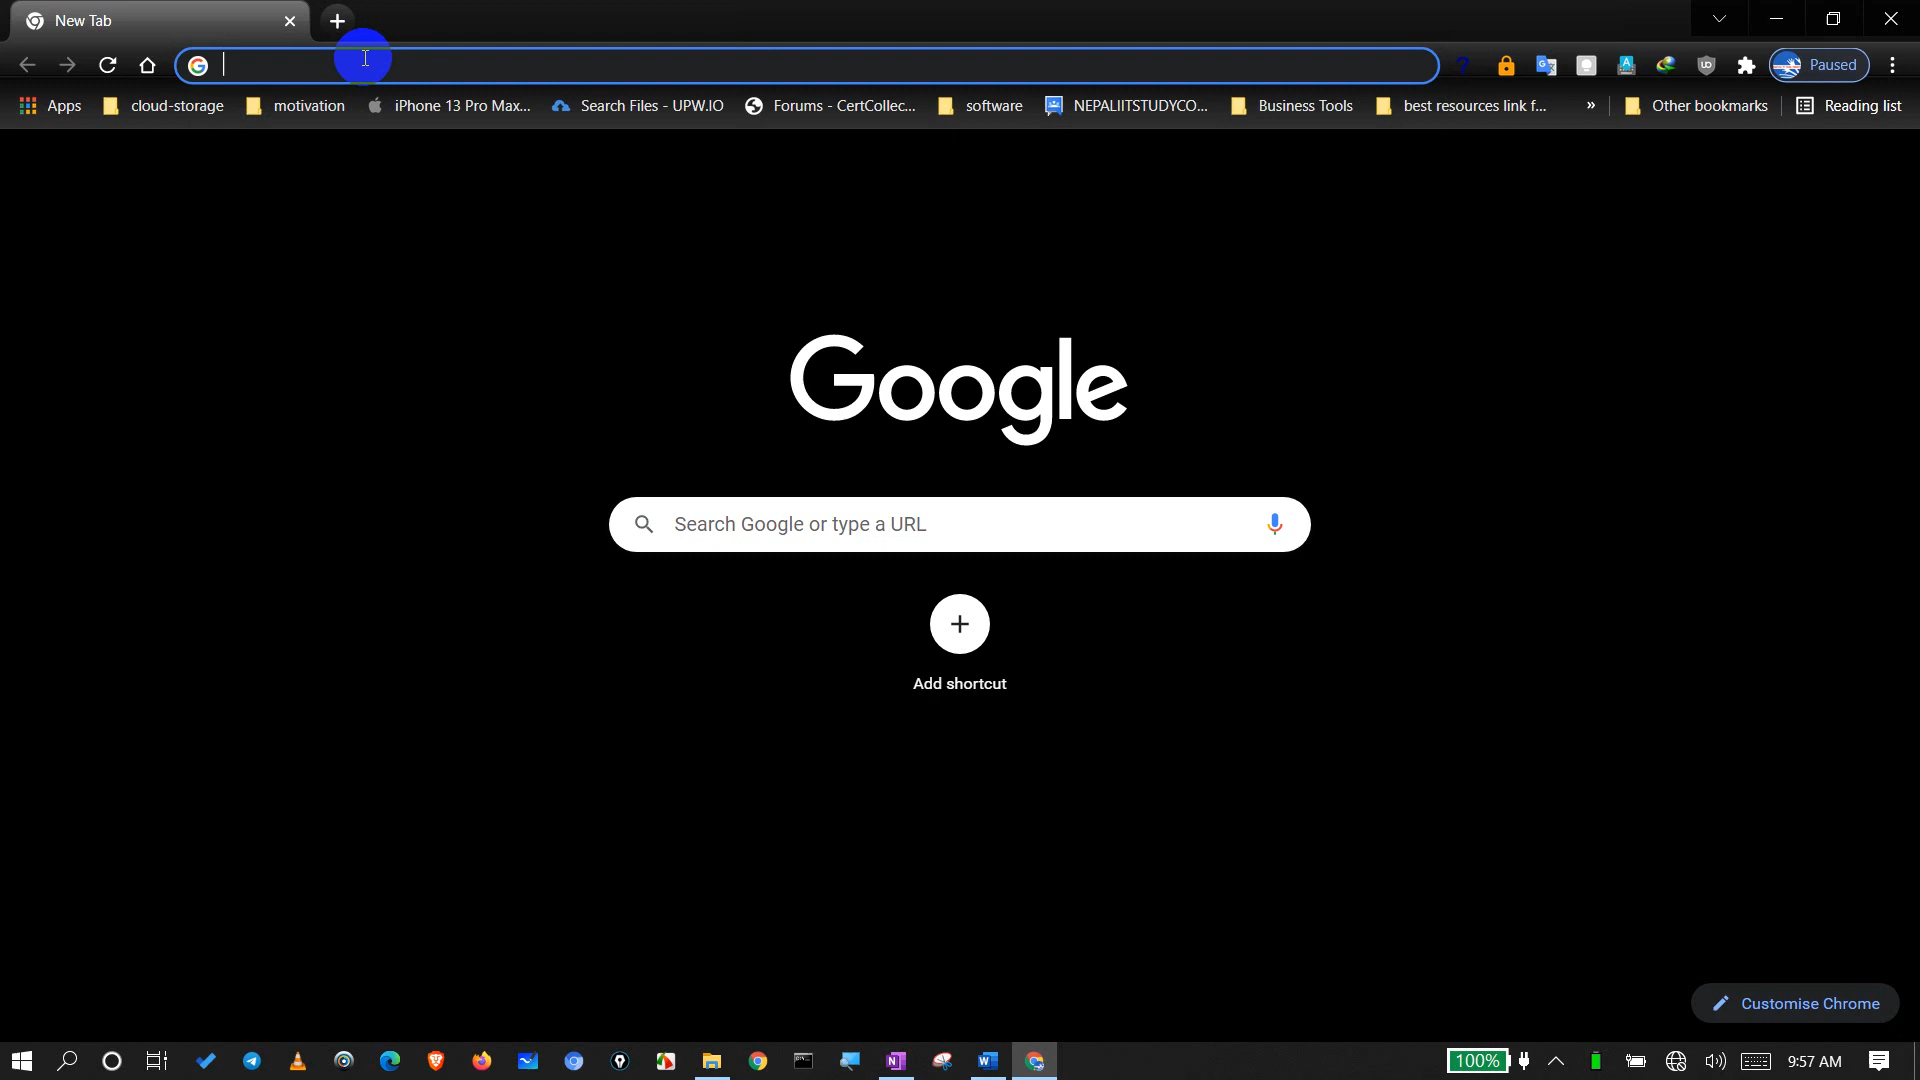 New Tab
Paused
Apps
cloud-storage
motivation
iPhone 13 Pro Max...
Search Files - UPW.IO
Forums - CertCollec...
software
NEPALIITSTUDYCO...
Business Tools
best resources link f...
»
Other bookmarks
Reading list
Google
Search Google or type a URL
Add shortcut
Customise Chrome
100%
9:57 AM